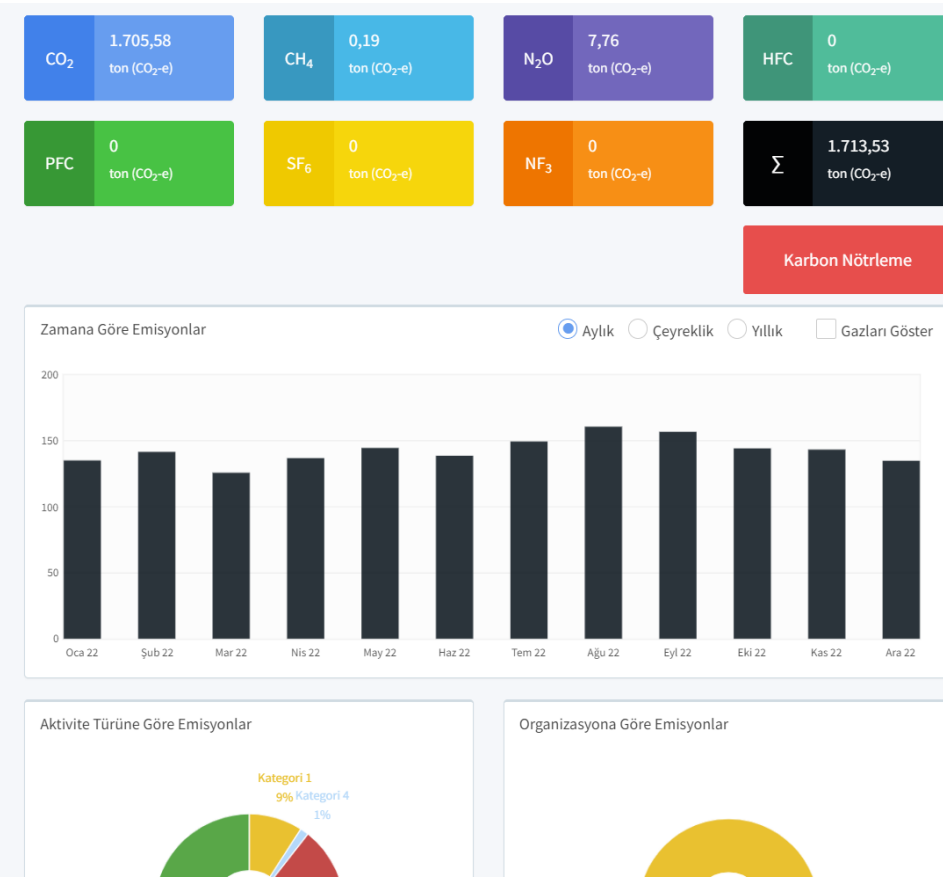 CO₂
1.705,58
ton (CO₂-e)
CH₄
0,19
ton (CO₂-e)
N₂O
7,76
ton (CO₂-e)
HFC
0
ton (CO₂-e)
PFC
0
ton (CO₂-e)
SF₆
0
ton (CO₂-e)
NF₃
0
ton (CO₂-e)
Σ
1.713,53
ton (CO₂-e)
Karbon Nötrleme
Zamana Göre Emisyonlar
Aylık Çeyreklik Yıllık Gazları Göster
200
150
100
50
0
Oca 22 Şub 22 Mar 22 Nis 22 May 22 Haz 22 Tem 22 Ağu 22 Eyl 22 Eki 22 Kas 22 Ara 22
Aktivite Türüne Göre Emisyonlar
Kategori 1
9%
Kategori 4
1%
Organizasyona Göre Emisyonlar